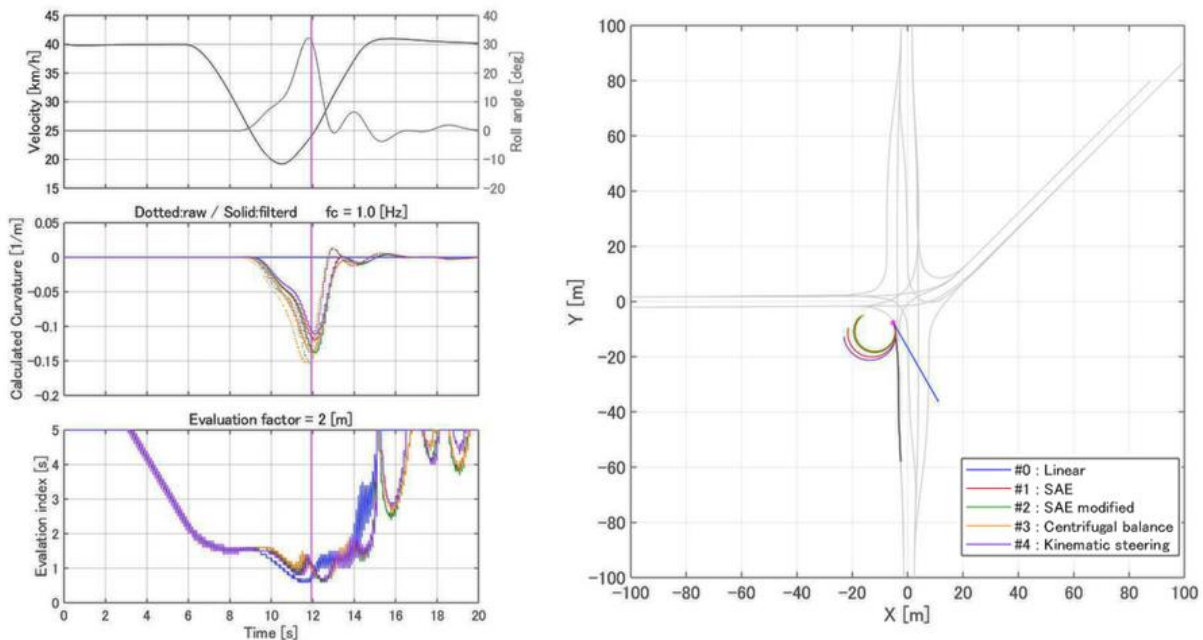 45
40
35
30
25
20
15
Velocity [km/h]
40
30
20
10
0
-10
-20
Roll angle [deg]
Dotted:raw / Solid:filterd fc = 1.0 [Hz]
0.05
0
-0.05
-0.1
-0.15
-0.2
Calculated Curvature [1/m]
Evaluation factor = 2 [m]
5
4
3
2
1
0
Evalation index [s]
0 2 4 6 8 10 12 14 16 18 20
Time [s]
100
80
60
40
20
0
-20
-40
-60
-80
-100
Y [m]
#0 : Linear
#1 : SAE
#2 : SAE modified
#3 : Centrifugal balance
#4 : Kinematic steering
-100 -80 -60 -40 -20 0 20 40 60 80 100
X [m]